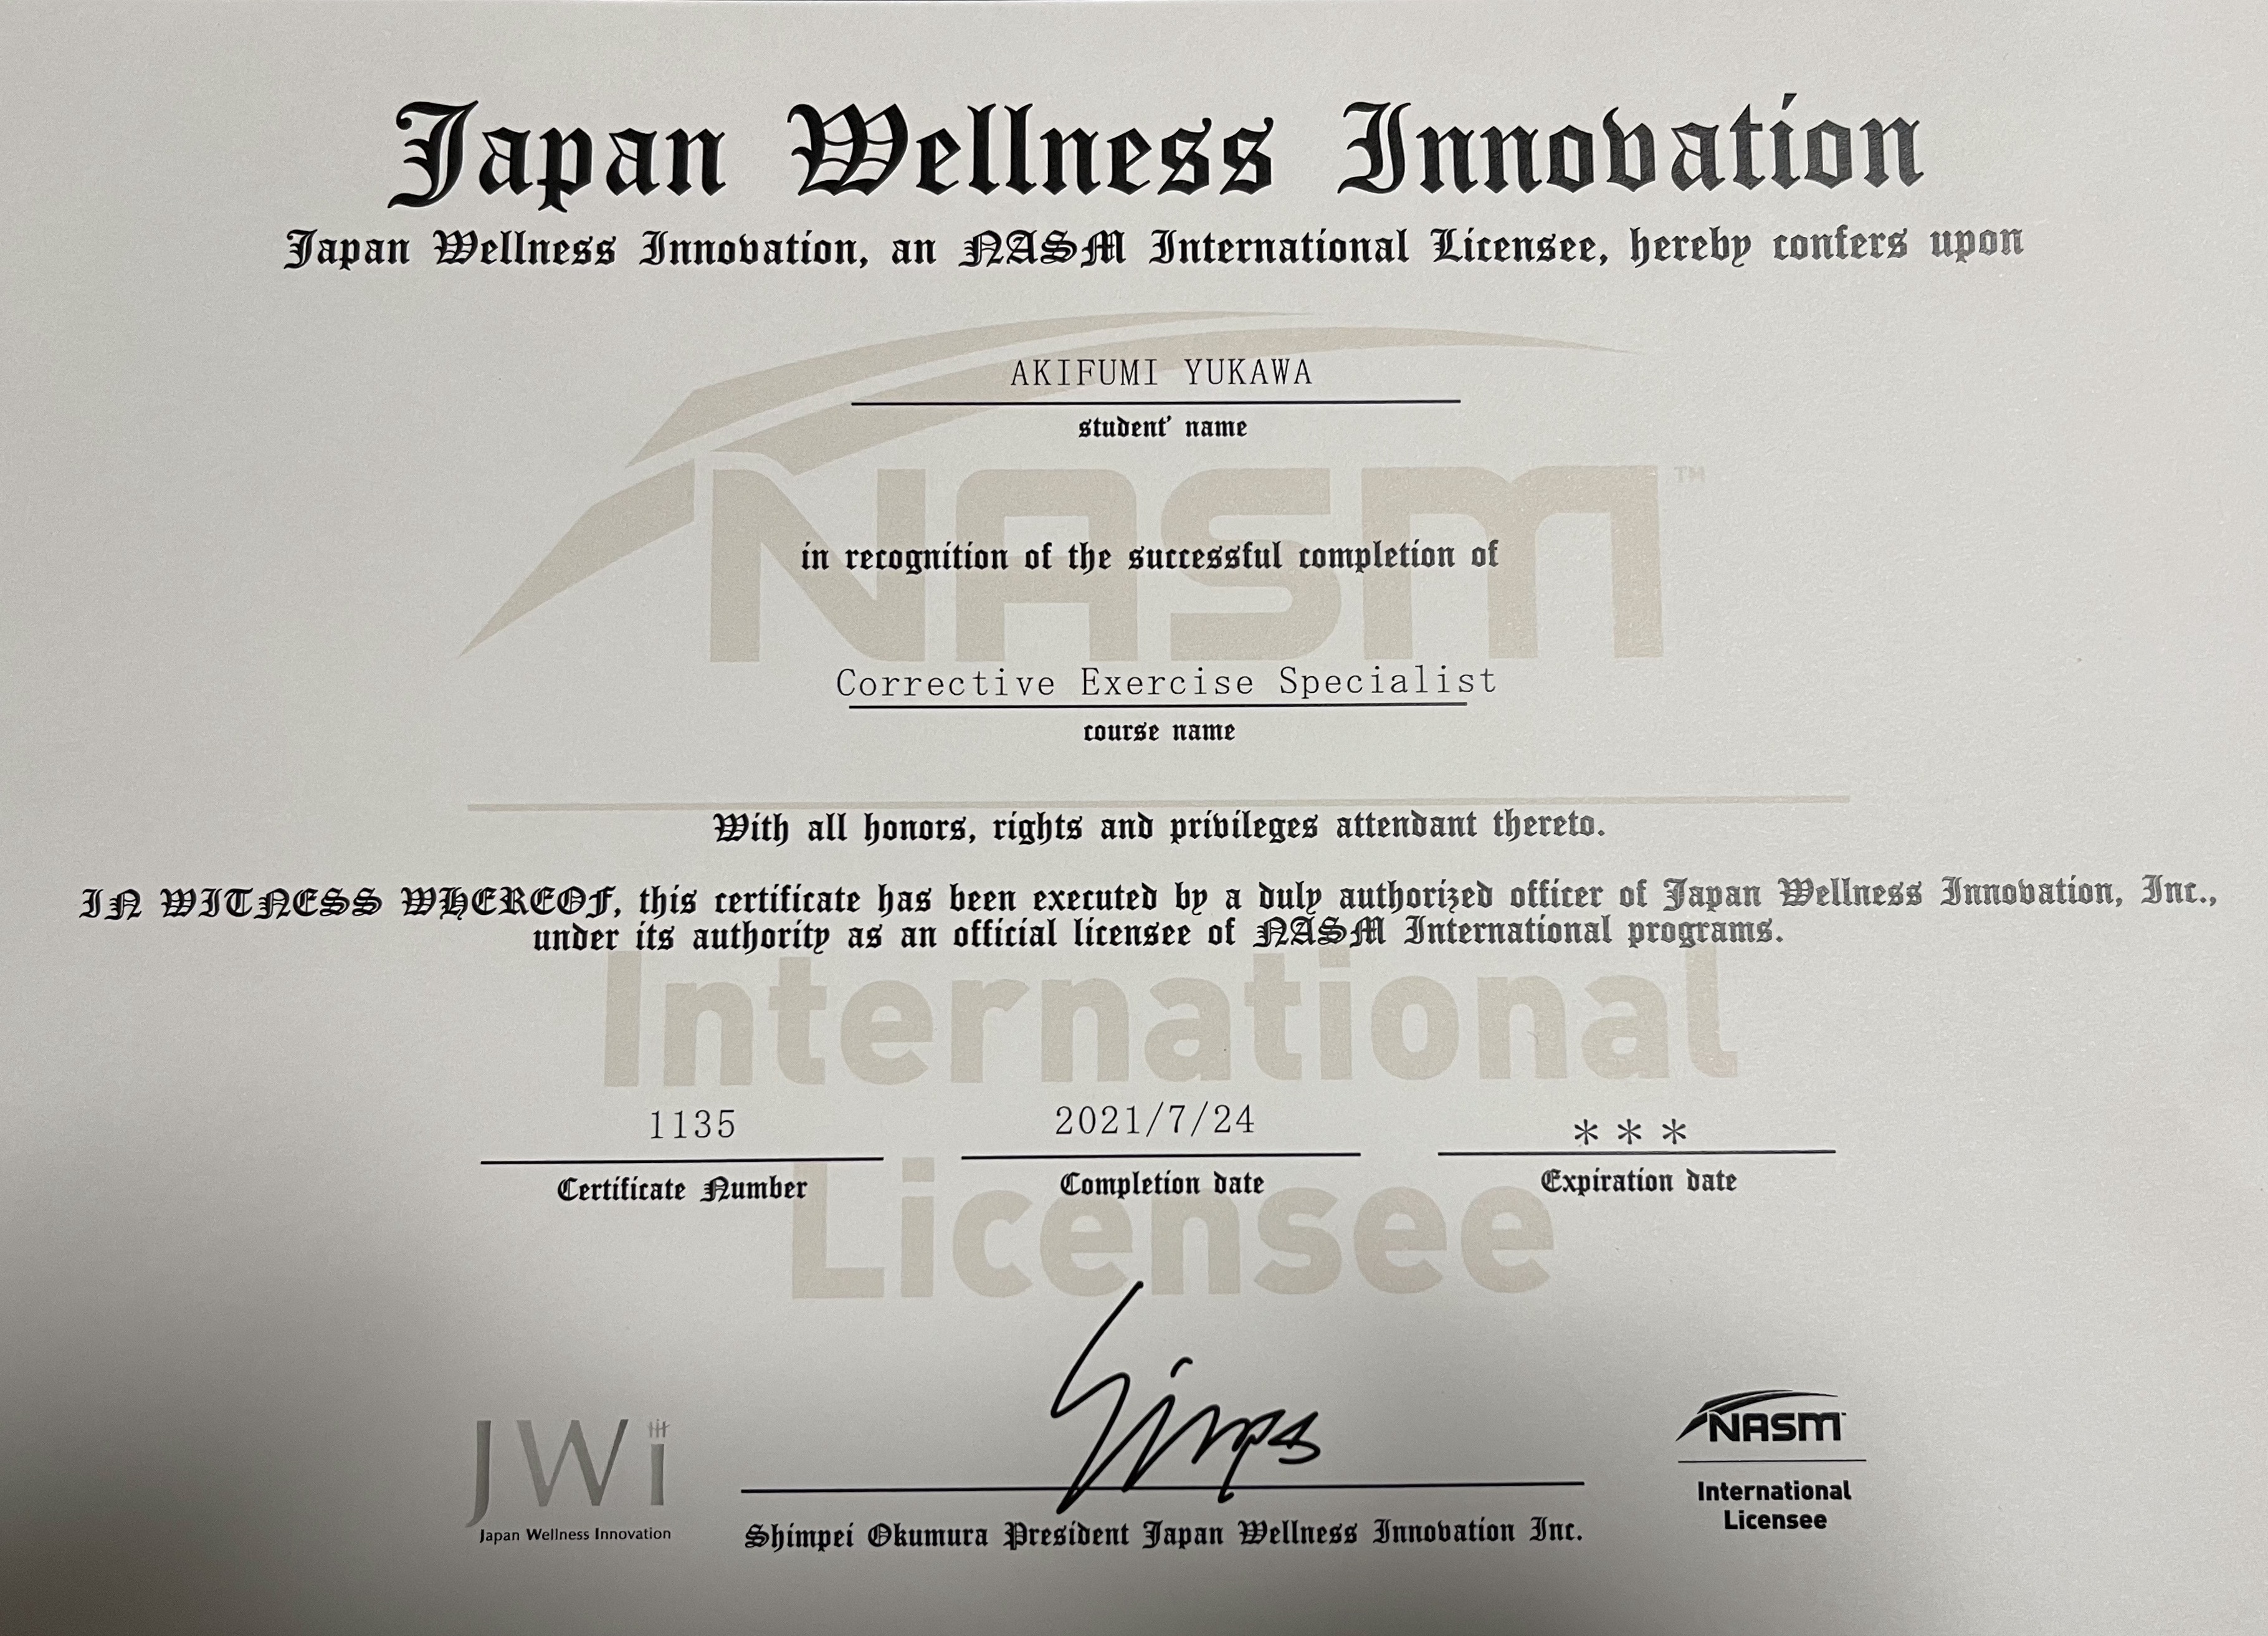 Japan Wellness Innovation
Japan Wellness Innovation, an NASM International Licensee, hereby confers upon
AKIFUMI YUKAWA
student' name
NASM™
in recognition of the successful completion of
Corrective Exercise Specialist
course name
With all honors, rights and privileges attendant thereto.
IN WITNESS WHEREOF, this certificate has been executed by a duly authorized officer of Japan Wellness Innovation, Inc.,
under its authority as an official licensee of NASM International programs.
International
1135
2021/7/24
***
Certificate Number
Completion date
Expiration date
Licensee
JWi
Japan Wellness Innovation
Shimpei Okumura President Japan Wellness Innovation Inc.
NASM
International
Licensee